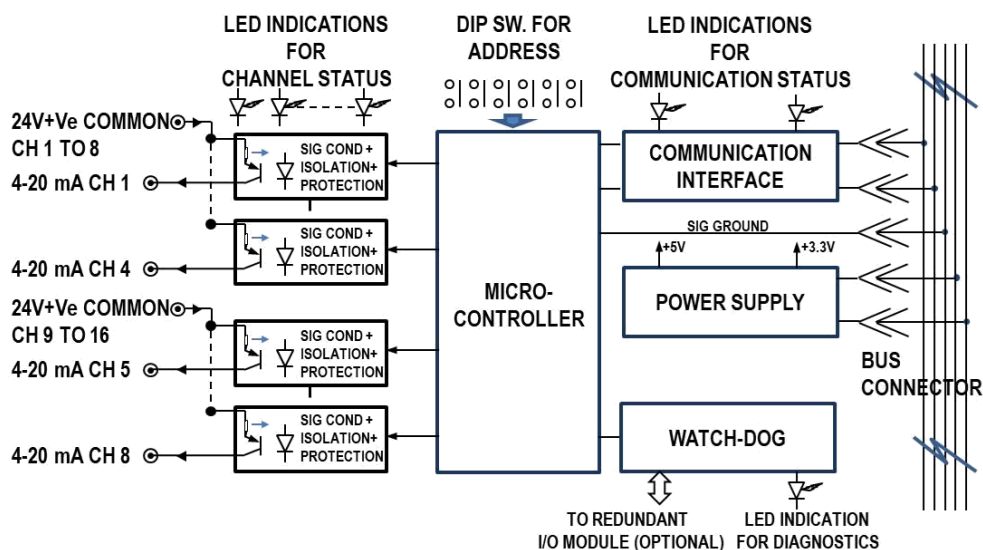 LED INDICATIONS
FOR
CHANNEL STATUS
DIP SW. FOR
ADDRESS
LED INDICATIONS
FOR
COMMUNICATION STATUS
24V+Ve COMMON
CH 1 TO 8
4-20 mA CH 1
SIG COND +
ISOLATION+
PROTECTION
4-20 mA CH 4
SIG COND +
ISOLATION+
PROTECTION
24V+Ve COMMON
CH 9 TO 16
4-20 mA CH 5
SIG COND +
ISOLATION+
PROTECTION
4-20 mA CH 8
SIG COND +
ISOLATION+
PROTECTION
MICRO-
CONTROLLER
COMMUNICATION
INTERFACE
SIG GROUND
+5V
+3.3V
POWER SUPPLY
BUS
CONNECTOR
WATCH-DOG
TO REDUNDANT
I/O MODULE (OPTIONAL)
LED INDICATION
FOR DIAGNOSTICS